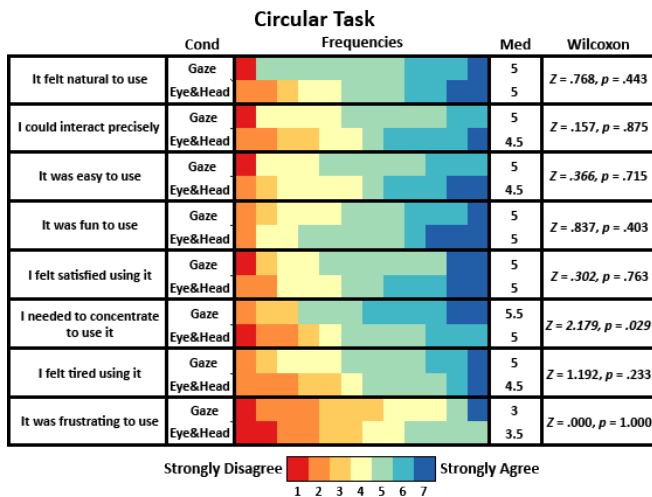 Circular Task
Cond Frequencies Med Wilcoxon
It felt natural to use Gaze 5 Z = .768, p = .443
Eye&Head 5
I could interact precisely Gaze 5 Z = .157, p = .875
Eye&Head 4.5
It was easy to use Gaze 5 Z = .366, p = .715
Eye&Head 4.5
It was fun to use Gaze 5 Z = .837, p = .403
Eye&Head 5
I felt satisfied using it Gaze 5 Z = .302, p = .763
Eye&Head 5
I needed to concentrate to use it Gaze 5.5 Z = 2.179, p = .029
Eye&Head 5
I felt tired using it Gaze 5 Z = 1.192, p = .233
Eye&Head 4.5
It was frustrating to use Gaze 3 Z = .000, p = 1.000
Eye&Head 3.5
Strongly Disagree Strongly Agree
1 2 3 4 5 6 7